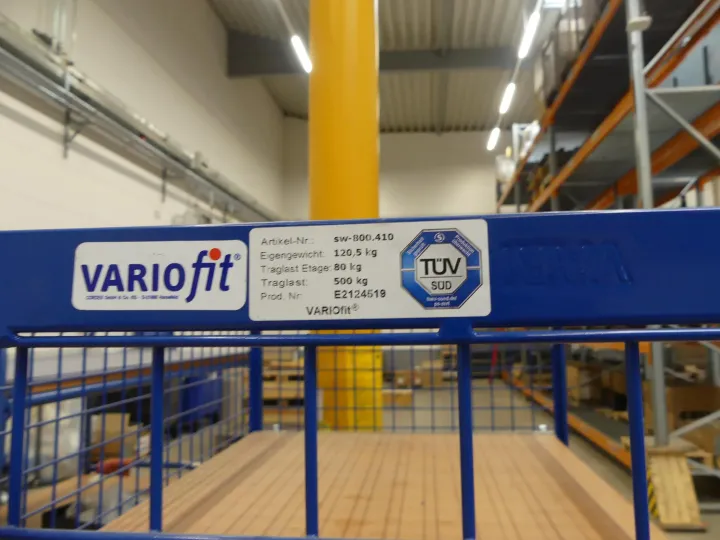 VARIOfit®
Artikel-Nr.: sw-800.410
Eigengewicht: 120,5 kg
Traglast Etage: 80 kg
Traglast: 500 kg
Prod. Nr: E2124519
VARIOfit®
TÜV
SÜD